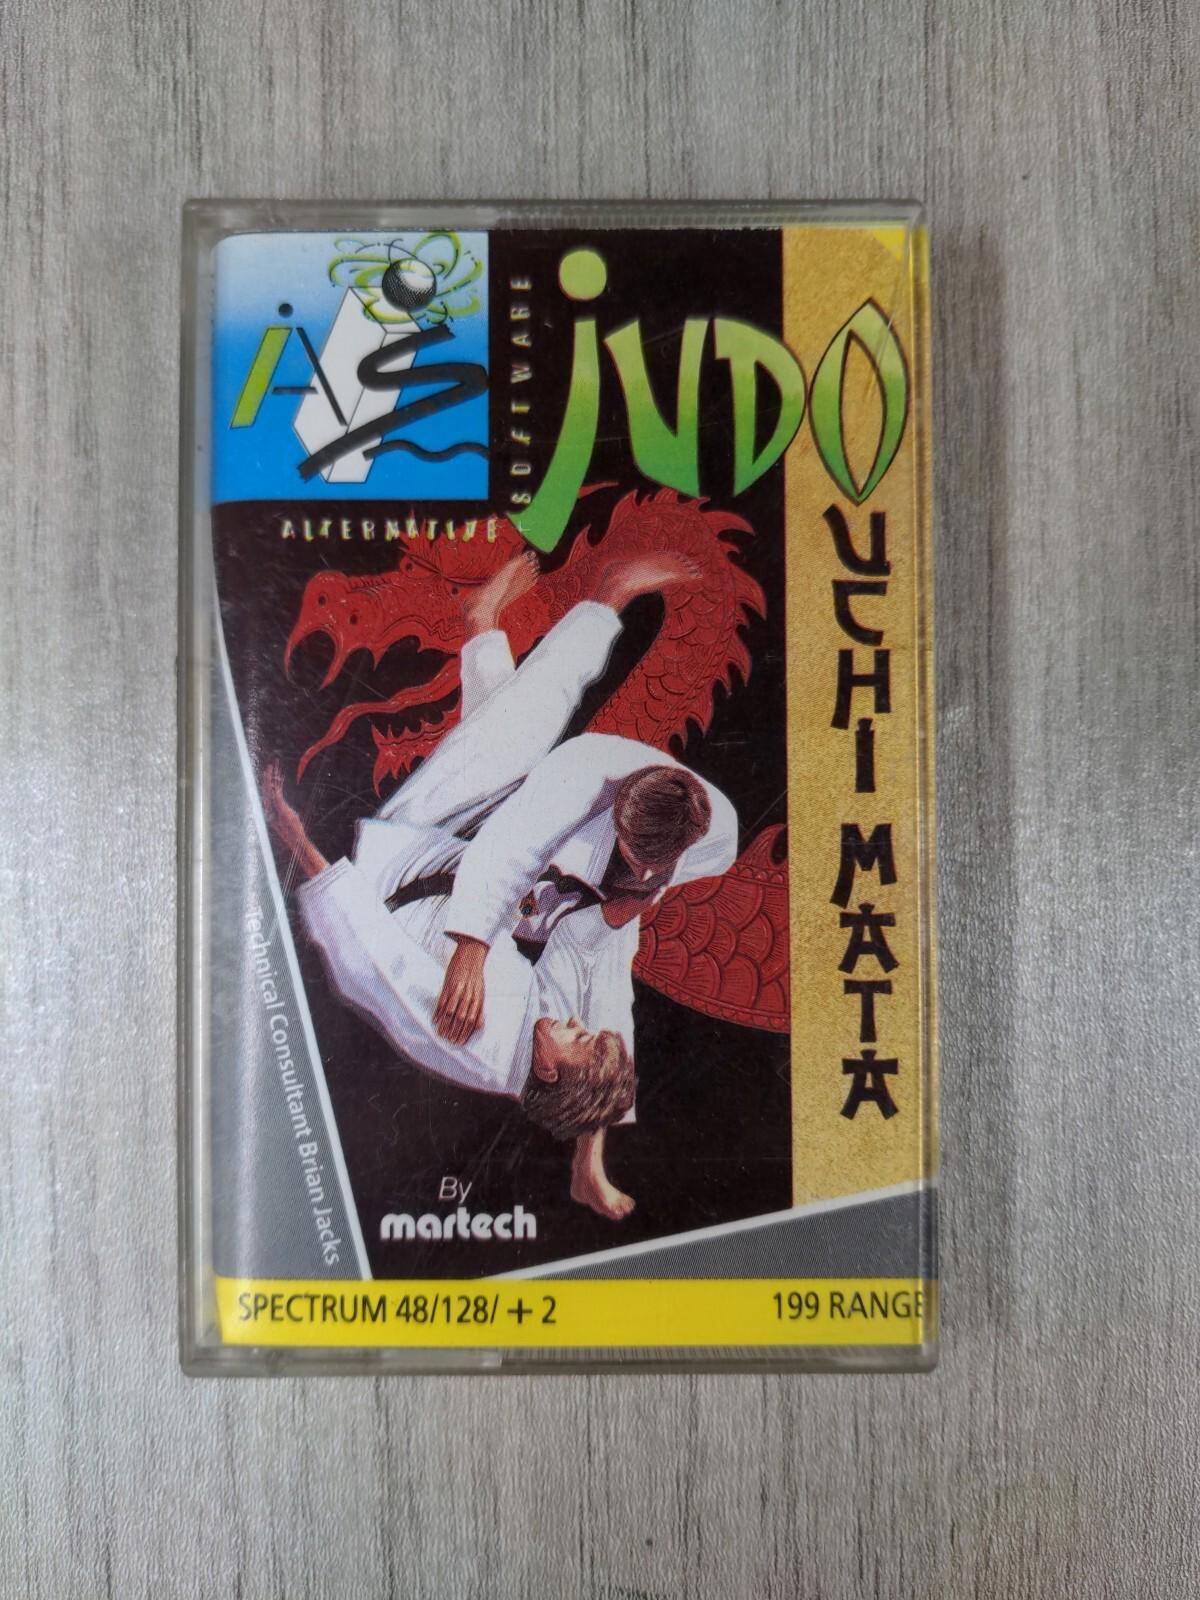 AS
ALTERNATIVE
SOFTWARE
JUDO
UCHI MATA
Technical Consultant Brian Jacks
By
martech
SPECTRUM 48/128/+2
199 RANGE